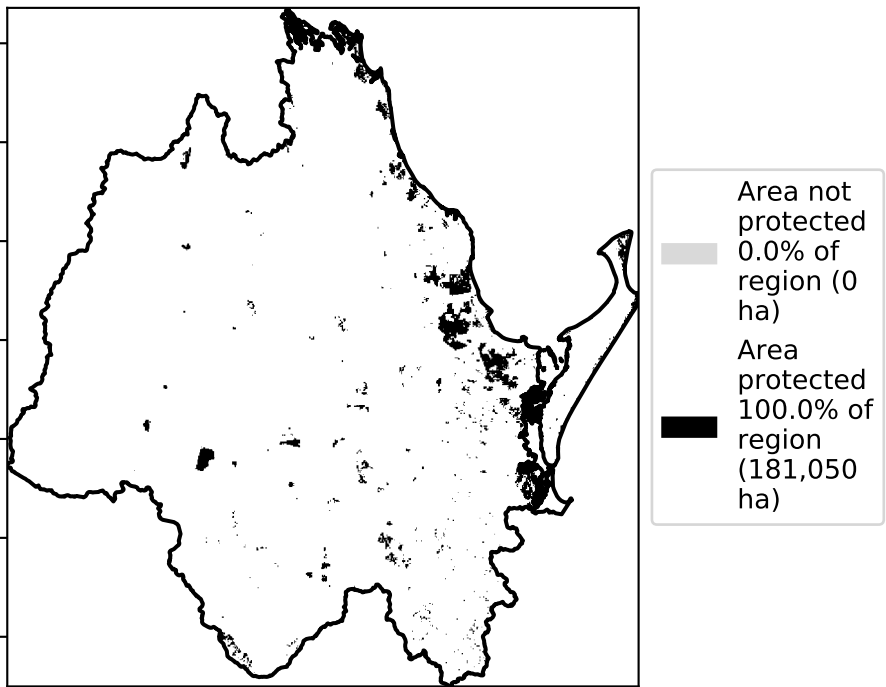 Area not
protected
0.0% of
region (0
ha)
Area
protected
100.0% of
region
(181,050
ha)